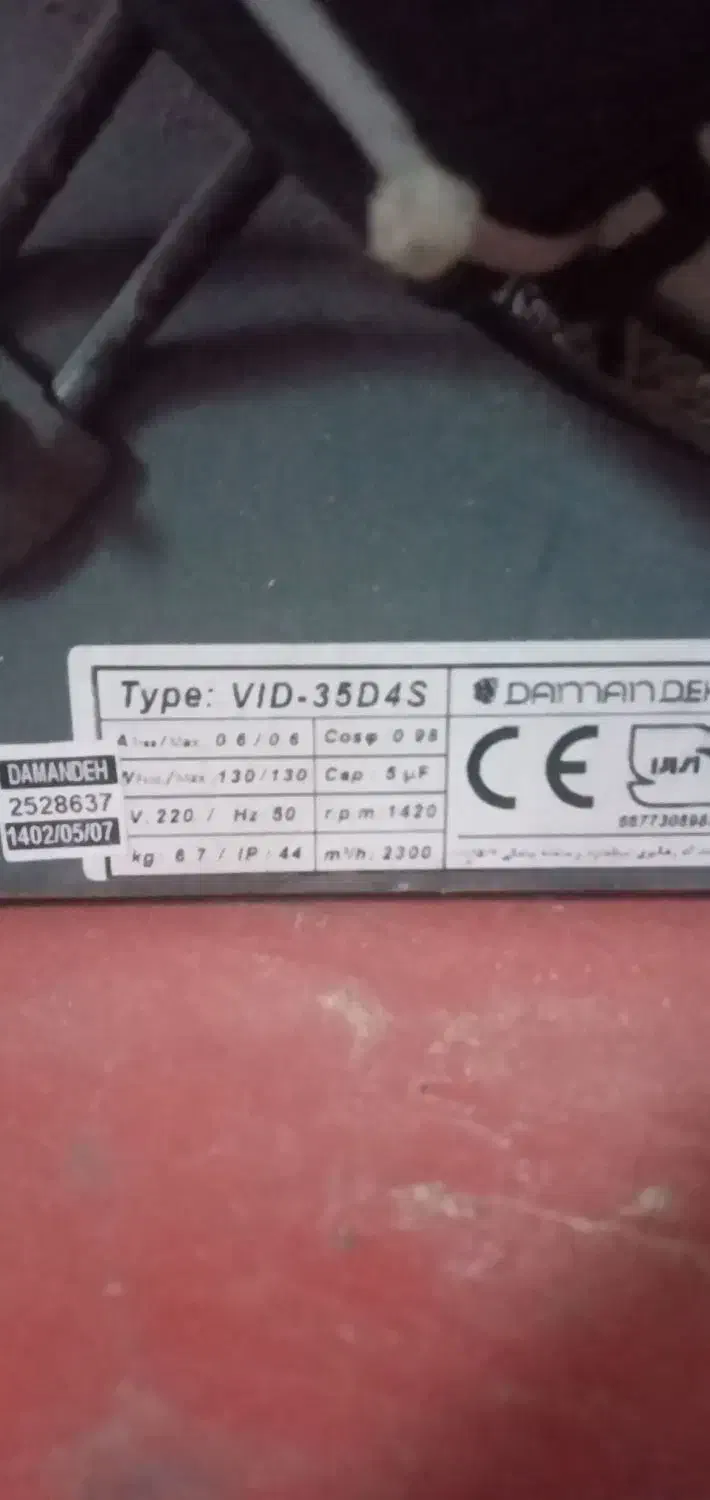 Type: VID-35D4S
DAMANDEH
A 0.6/0.6
Cosφ 0.98
130/130
Cap: 5 µF
V: 220 / Hz 50
rpm 1420
kg: 6.7 / IP: 44
m³/h: 2300
DAMANDEH
2528637
1402/05/07
CE